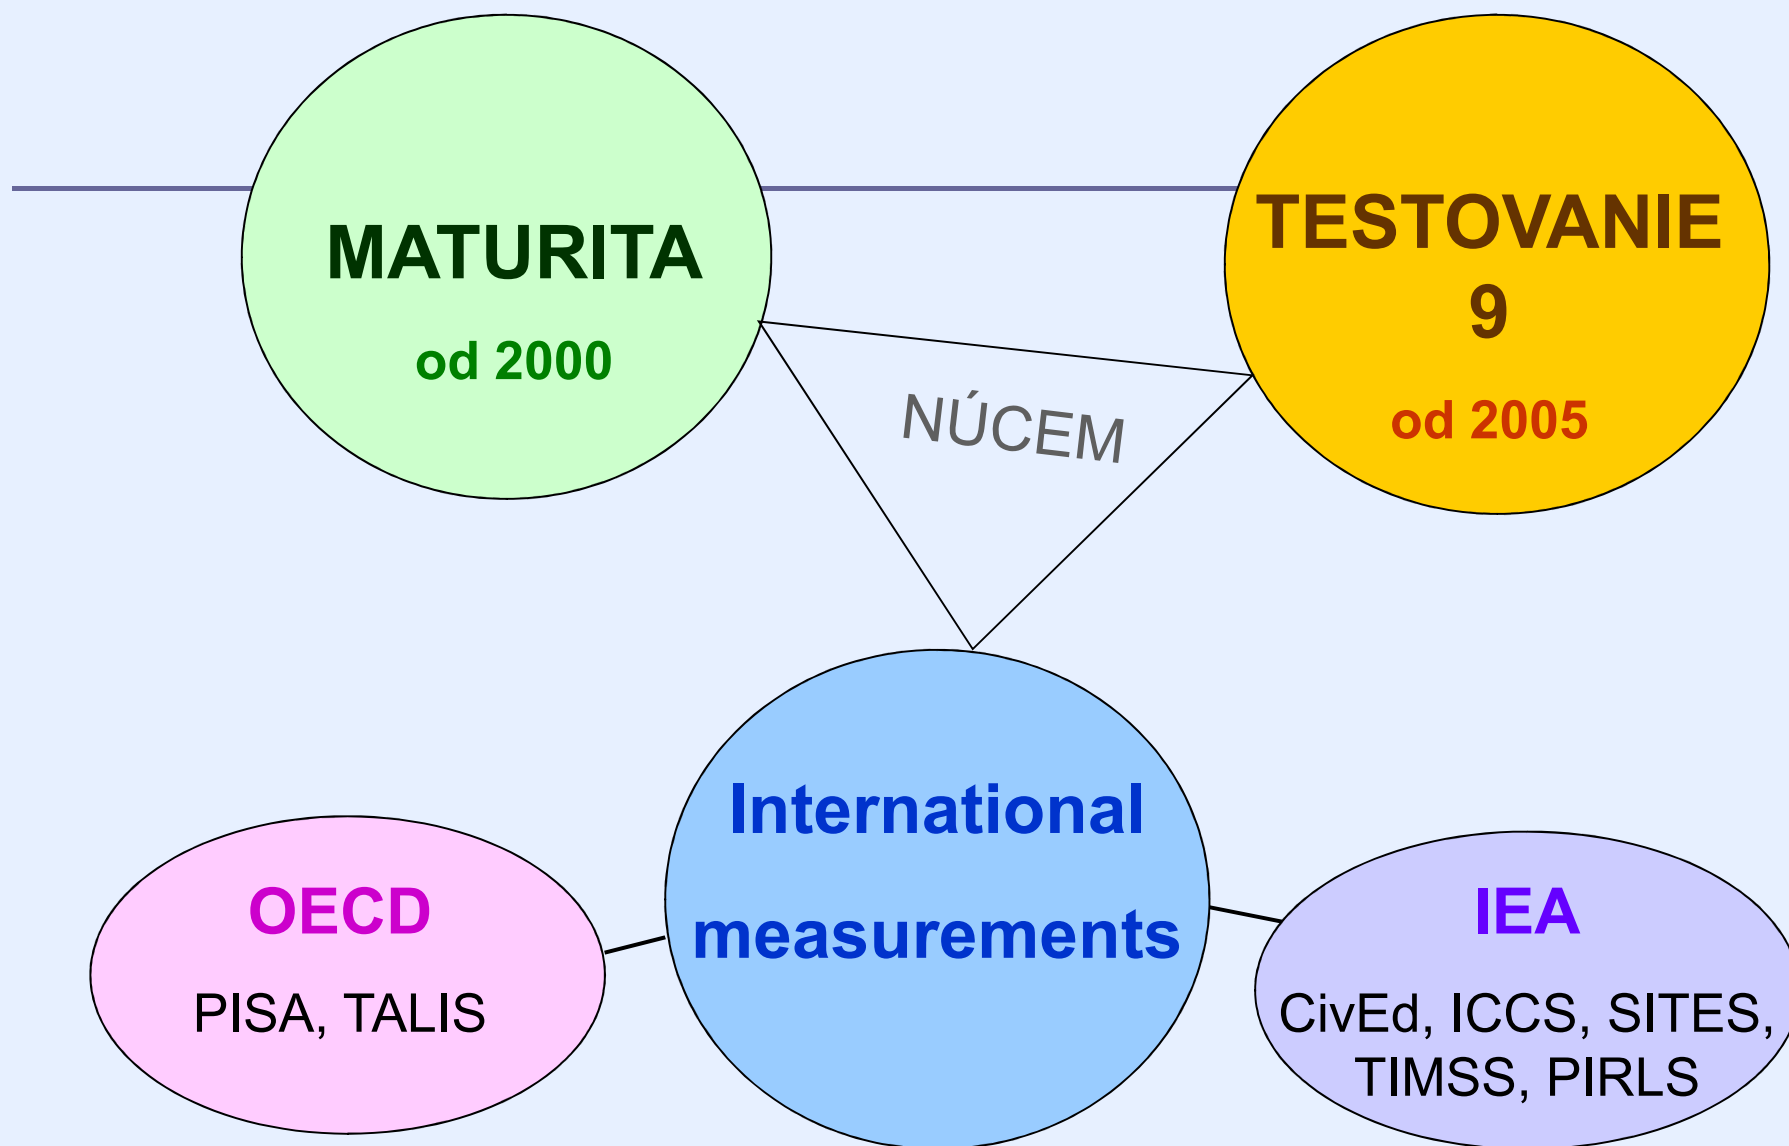 MATURITA
od 2000
TESTOVANIE
9
od 2005
NÚCEM
International
measurements
OECD
PISA, TALIS
IEA
CivEd, ICCS, SITES,
TIMSS, PIRLS